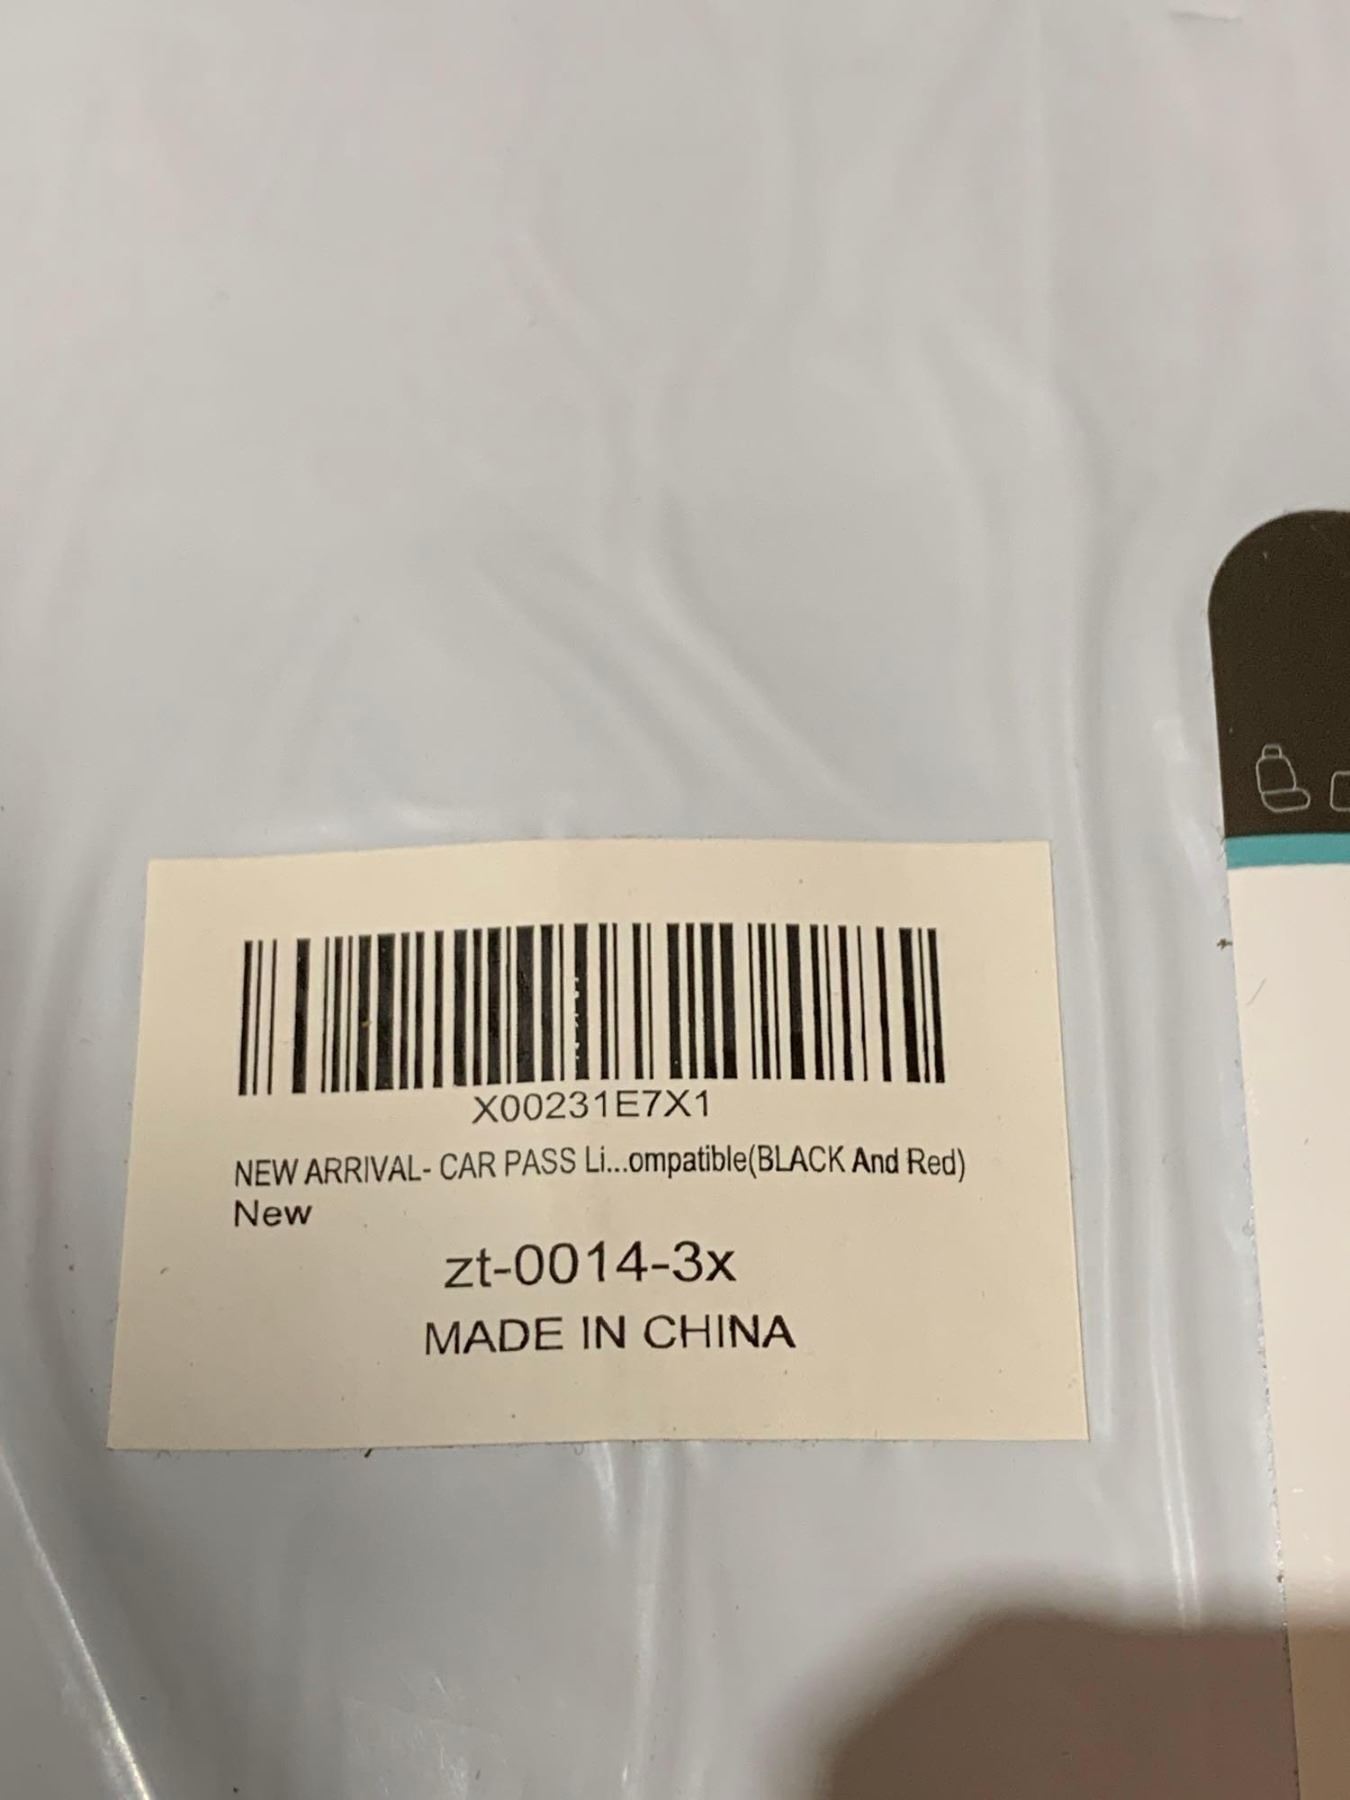 X00231E7X1
NEW ARRIVAL- CAR PASS Li...ompatible(BLACK And Red)
New
zt-0014-3x
MADE IN CHINA